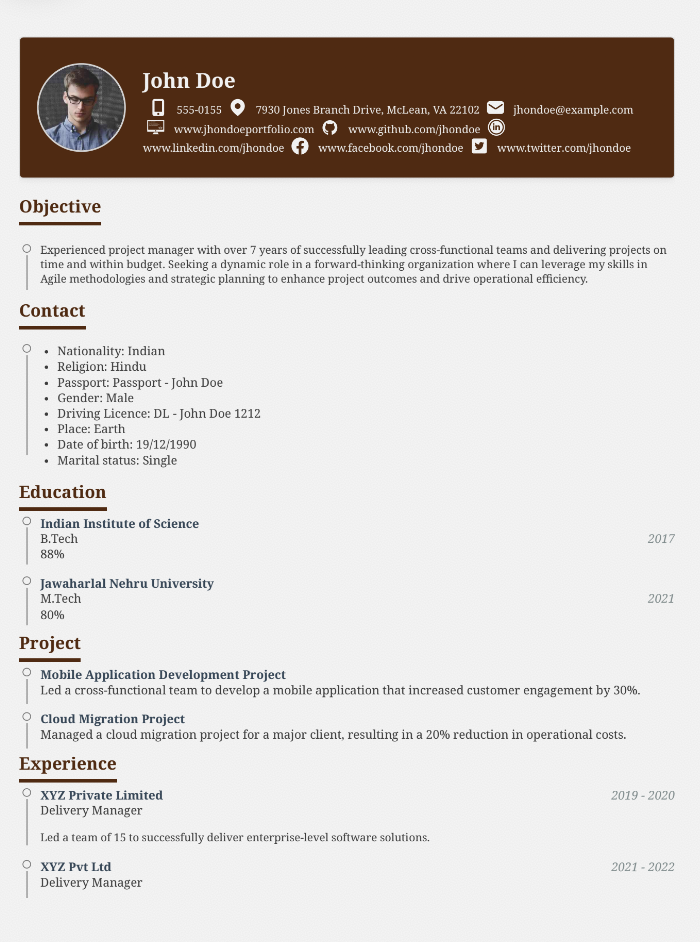 John Doe
555-0155 7930 Jones Branch Drive, McLean, VA 22102 jhondoe@example.com
www.jhondoeportfolio.com www.github.com/jhondoe
www.linkedin.com/jhondoe www.facebook.com/jhondoe www.twitter.com/jhondoe
Objective
Experienced project manager with over 7 years of successfully leading cross-functional teams and delivering projects on
time and within budget. Seeking a dynamic role in a forward-thinking organization where I can leverage my skills in
Agile methodologies and strategic planning to enhance project outcomes and drive operational efficiency.
Contact
• Nationality: Indian
• Religion: Hindu
• Passport: Passport - John Doe
• Gender: Male
• Driving Licence: DL - John Doe 1212
• Place: Earth
• Date of birth: 19/12/1990
• Marital status: Single
Education
Indian Institute of Science
B.Tech 2017
88%
Jawaharlal Nehru University
M.Tech 2021
80%
Project
Mobile Application Development Project
Led a cross-functional team to develop a mobile application that increased customer engagement by 30%.
Cloud Migration Project
Managed a cloud migration project for a major client, resulting in a 20% reduction in operational costs.
Experience
XYZ Private Limited 2019 - 2020
Delivery Manager
Led a team of 15 to successfully deliver enterprise-level software solutions.
XYZ Pvt Ltd 2021 - 2022
Delivery Manager